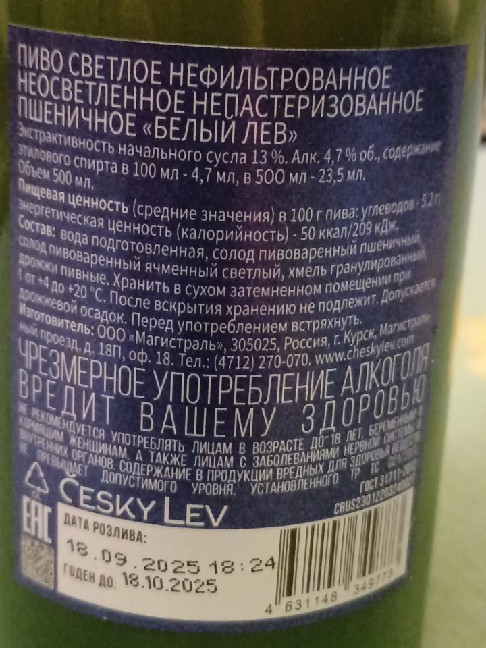 ПИВО СВЕТЛОЕ НЕФИЛЬТРОВАННОЕ
НЕОСВЕТЛЕННОЕ НЕПАСТЕРИЗОВАННОЕ
ПШЕНИЧНОЕ «БЕЛЫЙ ЛЕВ»
Экстрактивность начального сусла 13 %. Алк. 4,7 % об., содержание
этилового спирта в 100 мл - 4,7 мл, в 500 мл - 23,5 мл.
Объем 500 мл.
Пищевая ценность (средние значения) в 100 г пива: углеводов - 5,2 г,
энергетическая ценность (калорийность) - 50 ккал/209 кДж.
Состав: вода подготовленная, солод пивоваренный пшеничный,
солод пивоваренный ячменный светлый, хмель гранулированный,
дрожжи пивные. Хранить в сухом затемненном помещении при
t от +4 до +20 °С. После вскрытия хранению не подлежит. Допускается
дрожжевой осадок. Перед употреблением встряхнуть.
Изготовитель: ООО «Магистраль», 305025, Россия, г. Курск, Магистраль-
ный проезд, д. 18П, оф. 18. Тел.: (4712) 270-070, www.cheskylev.com
ЧРЕЗМЕРНОЕ УПОТРЕБЛЕНИЕ АЛКОГОЛЯ
ВРЕДИТ ВАШЕМУ ЗДОРОВЬЮ
НЕ РЕКОМЕНДУЕТСЯ УПОТРЕБЛЯТЬ ЛИЦАМ В ВОЗРАСТЕ ДО 18 ЛЕТ, БЕРЕМЕННЫМ И
КОРМЯЩИМ ЖЕНЩИНАМ, А ТАКЖЕ ЛИЦАМ С ЗАБОЛЕВАНИЯМИ НЕРВНОЙ СИСТЕМЫ И
ВНУТРЕННИХ ОРГАНОВ. СОДЕРЖАНИЕ В ПРОДУКЦИИ ВРЕДНЫХ ДЛЯ ЗДОРОВЬЯ ВЕЩЕСТВ
НЕ ПРЕВЫШАЕТ ДОПУСТИМОГО УРОВНЯ, УСТАНОВЛЕННОГО ТР ТС
ГОСТ 31711-2012
ČESKY LEV
EAC
ДАТА РОЗЛИВА:
18.09.2025 18:24
ГОДЕН ДО: 18.10.2025
4 631148 349773